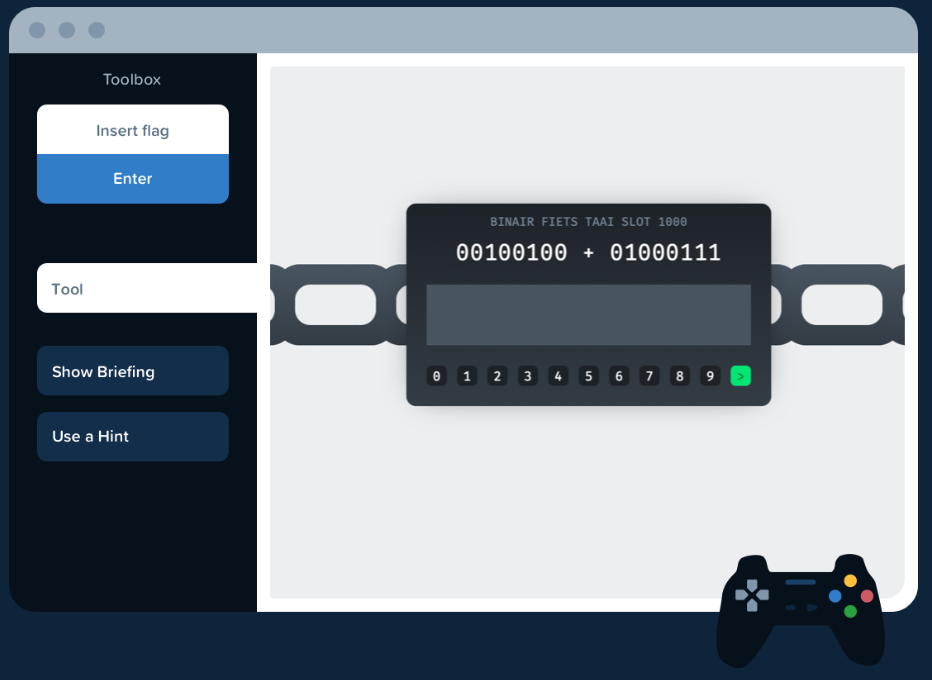 Toolbox
Insert flag
Enter
Tool
Show Briefing
Use a Hint
BINAIR FIETS TAAI SLOT 1000
00100100 + 01000111
0 1 2 3 4 5 6 7 8 9 >